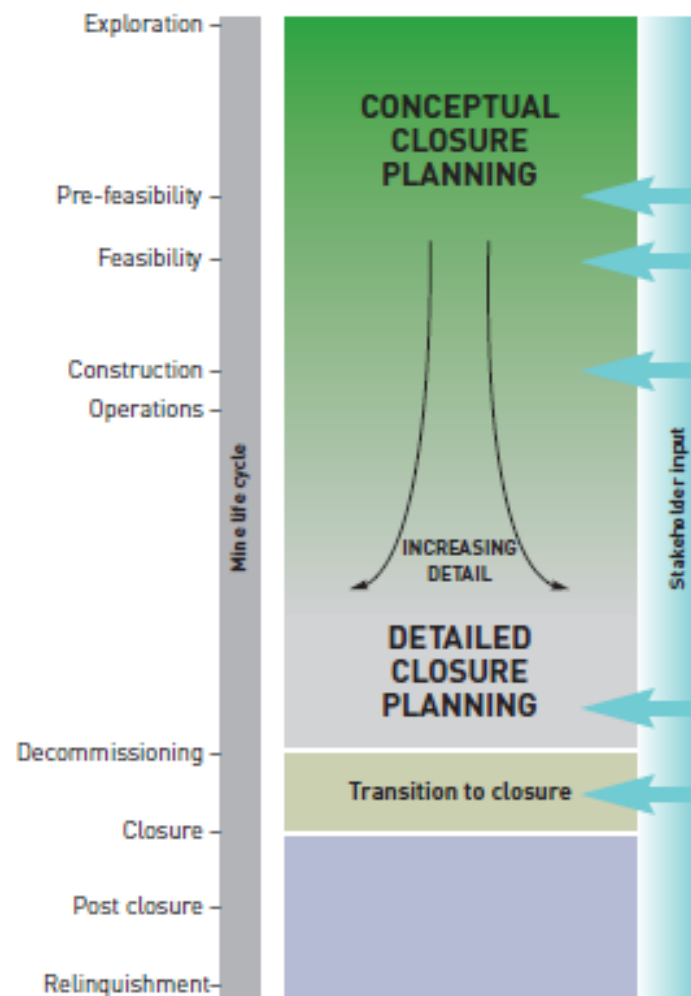 Exploration
CONCEPTUAL
CLOSURE
PLANNING
Pre-feasibility
Feasibility
Construction
Operations
Mine life cycle
Stakeholder input
INCREASING
DETAIL
DETAILED
CLOSURE
PLANNING
Decommissioning
Transition to closure
Closure
Post closure
Relinquishment